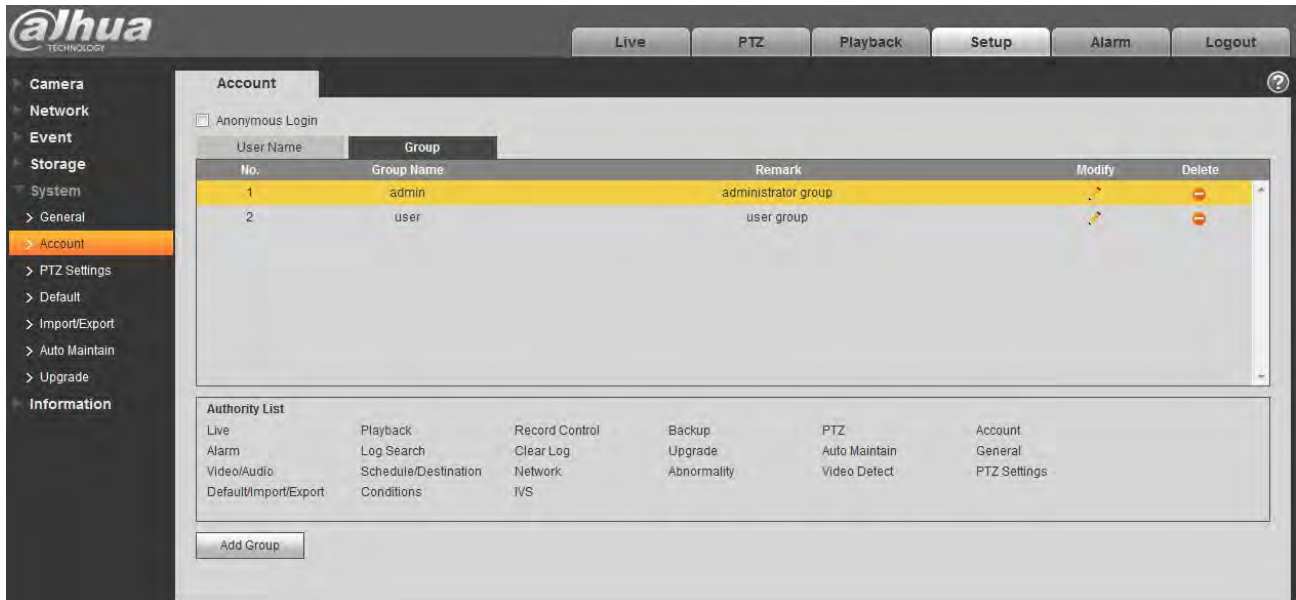 alhua
TECHNOLOGY
Live PTZ Playback Setup Alarm Logout
Camera
Network
Event
Storage
System
> General
> Account
> PTZ Settings
> Default
> Import/Export
> Auto Maintain
> Upgrade
Information
Account
?
Anonymous Login
User Name Group
No. Group Name Remark Modify Delete
1 admin administrator group
2 user user group
Authority List
Live Playback Record Control Backup PTZ Account
Alarm Log Search Clear Log Upgrade Auto Maintain General
Video/Audio Schedule/Destination Network Abnormality Video Detect PTZ Settings
Default/Import/Export Conditions IVS
Add Group